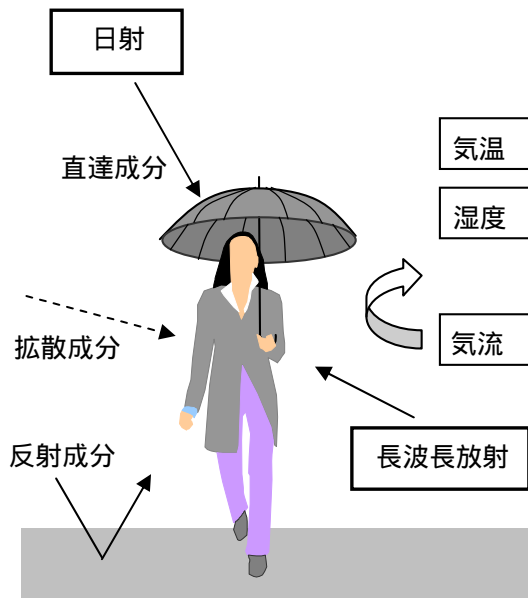 日射
直達成分
気温
湿度
拡散成分
気流
反射成分
長波長放射